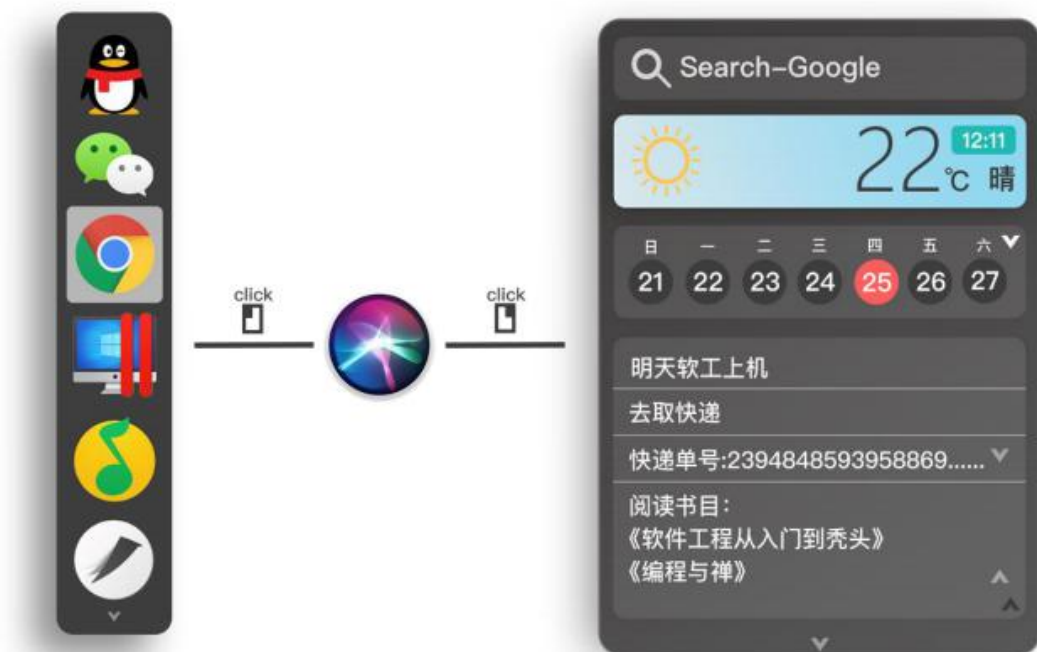 click
click
Search–Google
12:11
22℃ 晴
日 一 二 三 四 五 六
21 22 23 24 25 26 27
明天软工上机
去取快递
快递单号:2394848593958869......
阅读书目：
《软件工程从入门到秃头》
《编程与禅》